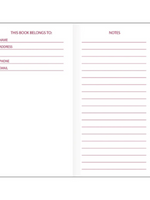 THIS BOOK BELONGS TO:
NAME
ADDRESS
PHONE
EMAIL
NOTES